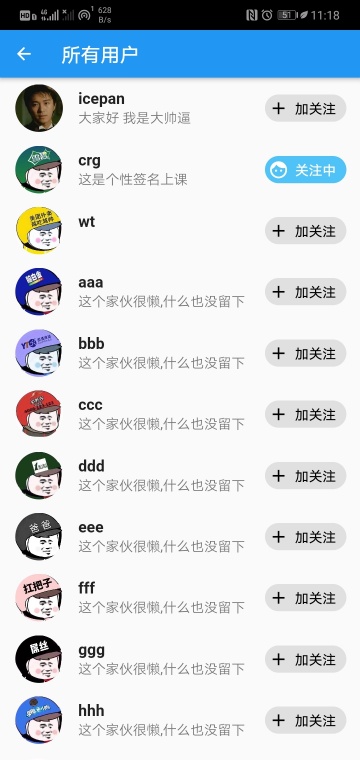 HD 4G 628 B/s 51 11:18
所有用户
icepan
大家好 我是大帅逼
加关注
crg
这是个性签名上课
关注中
wt
加关注
aaa
这个家伙很懒,什么也没留下
加关注
bbb
这个家伙很懒,什么也没留下
加关注
ccc
这个家伙很懒,什么也没留下
加关注
ddd
这个家伙很懒,什么也没留下
加关注
eee
这个家伙很懒,什么也没留下
加关注
爸爸
fff
这个家伙很懒,什么也没留下
加关注
扛把子
ggg
这个家伙很懒,什么也没留下
加关注
屌丝
hhh
这个家伙很懒,什么也没留下
加关注